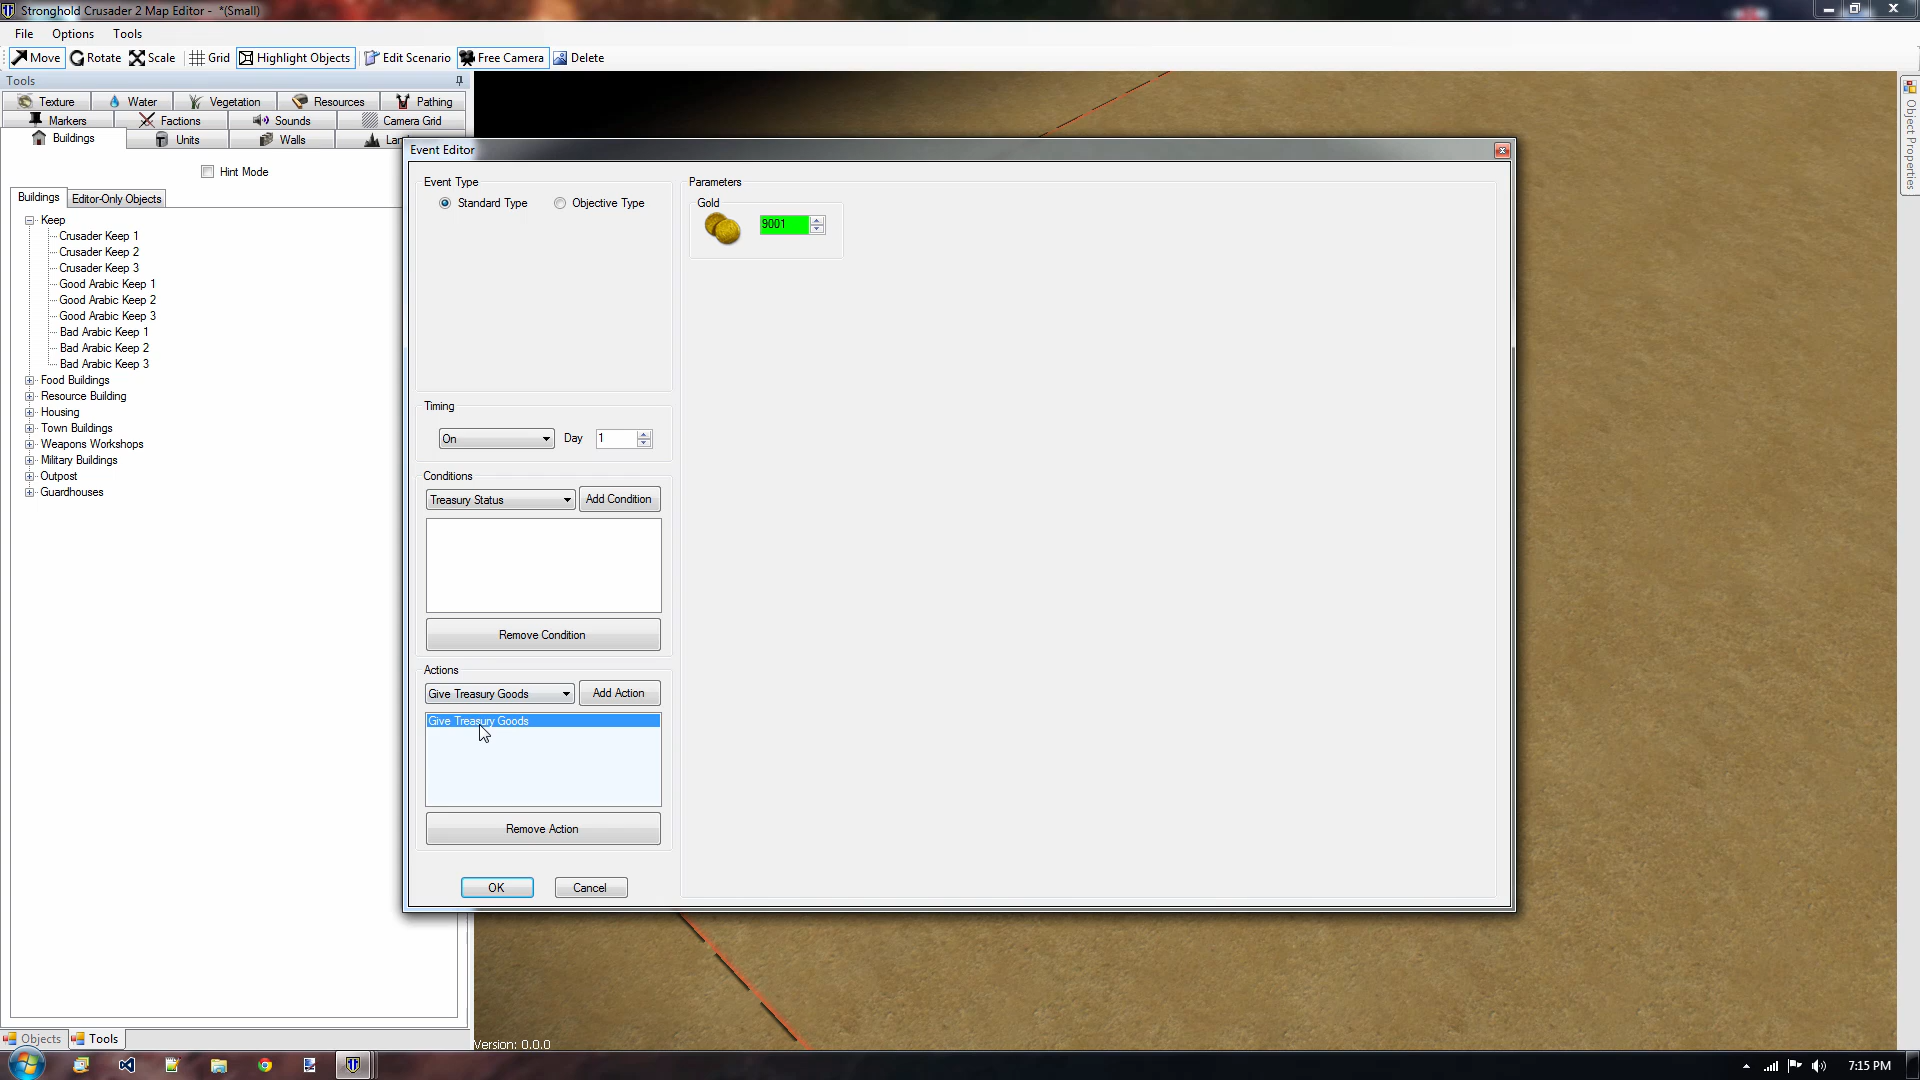 Stronghold Crusader 2 Map Editor - *(Small)
File Options Tools
Move Rotate Scale Grid Highlight Objects Edit Scenario Free Camera Delete
Tools
Texture Water Vegetation Resources Pathing
Markers Factions Sounds Camera Grid
Buildings Units Walls Lan
Hint Mode
Buildings Editor-Only Objects
Keep
Crusader Keep 1
Crusader Keep 2
Crusader Keep 3
Good Arabic Keep 1
Good Arabic Keep 2
Good Arabic Keep 3
Bad Arabic Keep 1
Bad Arabic Keep 2
Bad Arabic Keep 3
Food Buildings
Resource Building
Housing
Town Buildings
Weapons Workshops
Military Buildings
Outpost
Guardhouses
Objects Tools
Event Editor
Event Type
Standard Type Objective Type
Timing
On Day 1
Conditions
Treasury Status Add Condition
Remove Condition
Actions
Give Treasury Goods Add Action
Give Treasury Goods
Remove Action
OK Cancel
Parameters
Gold
9001
Object Properties
Version: 0.0.0
7:15 PM